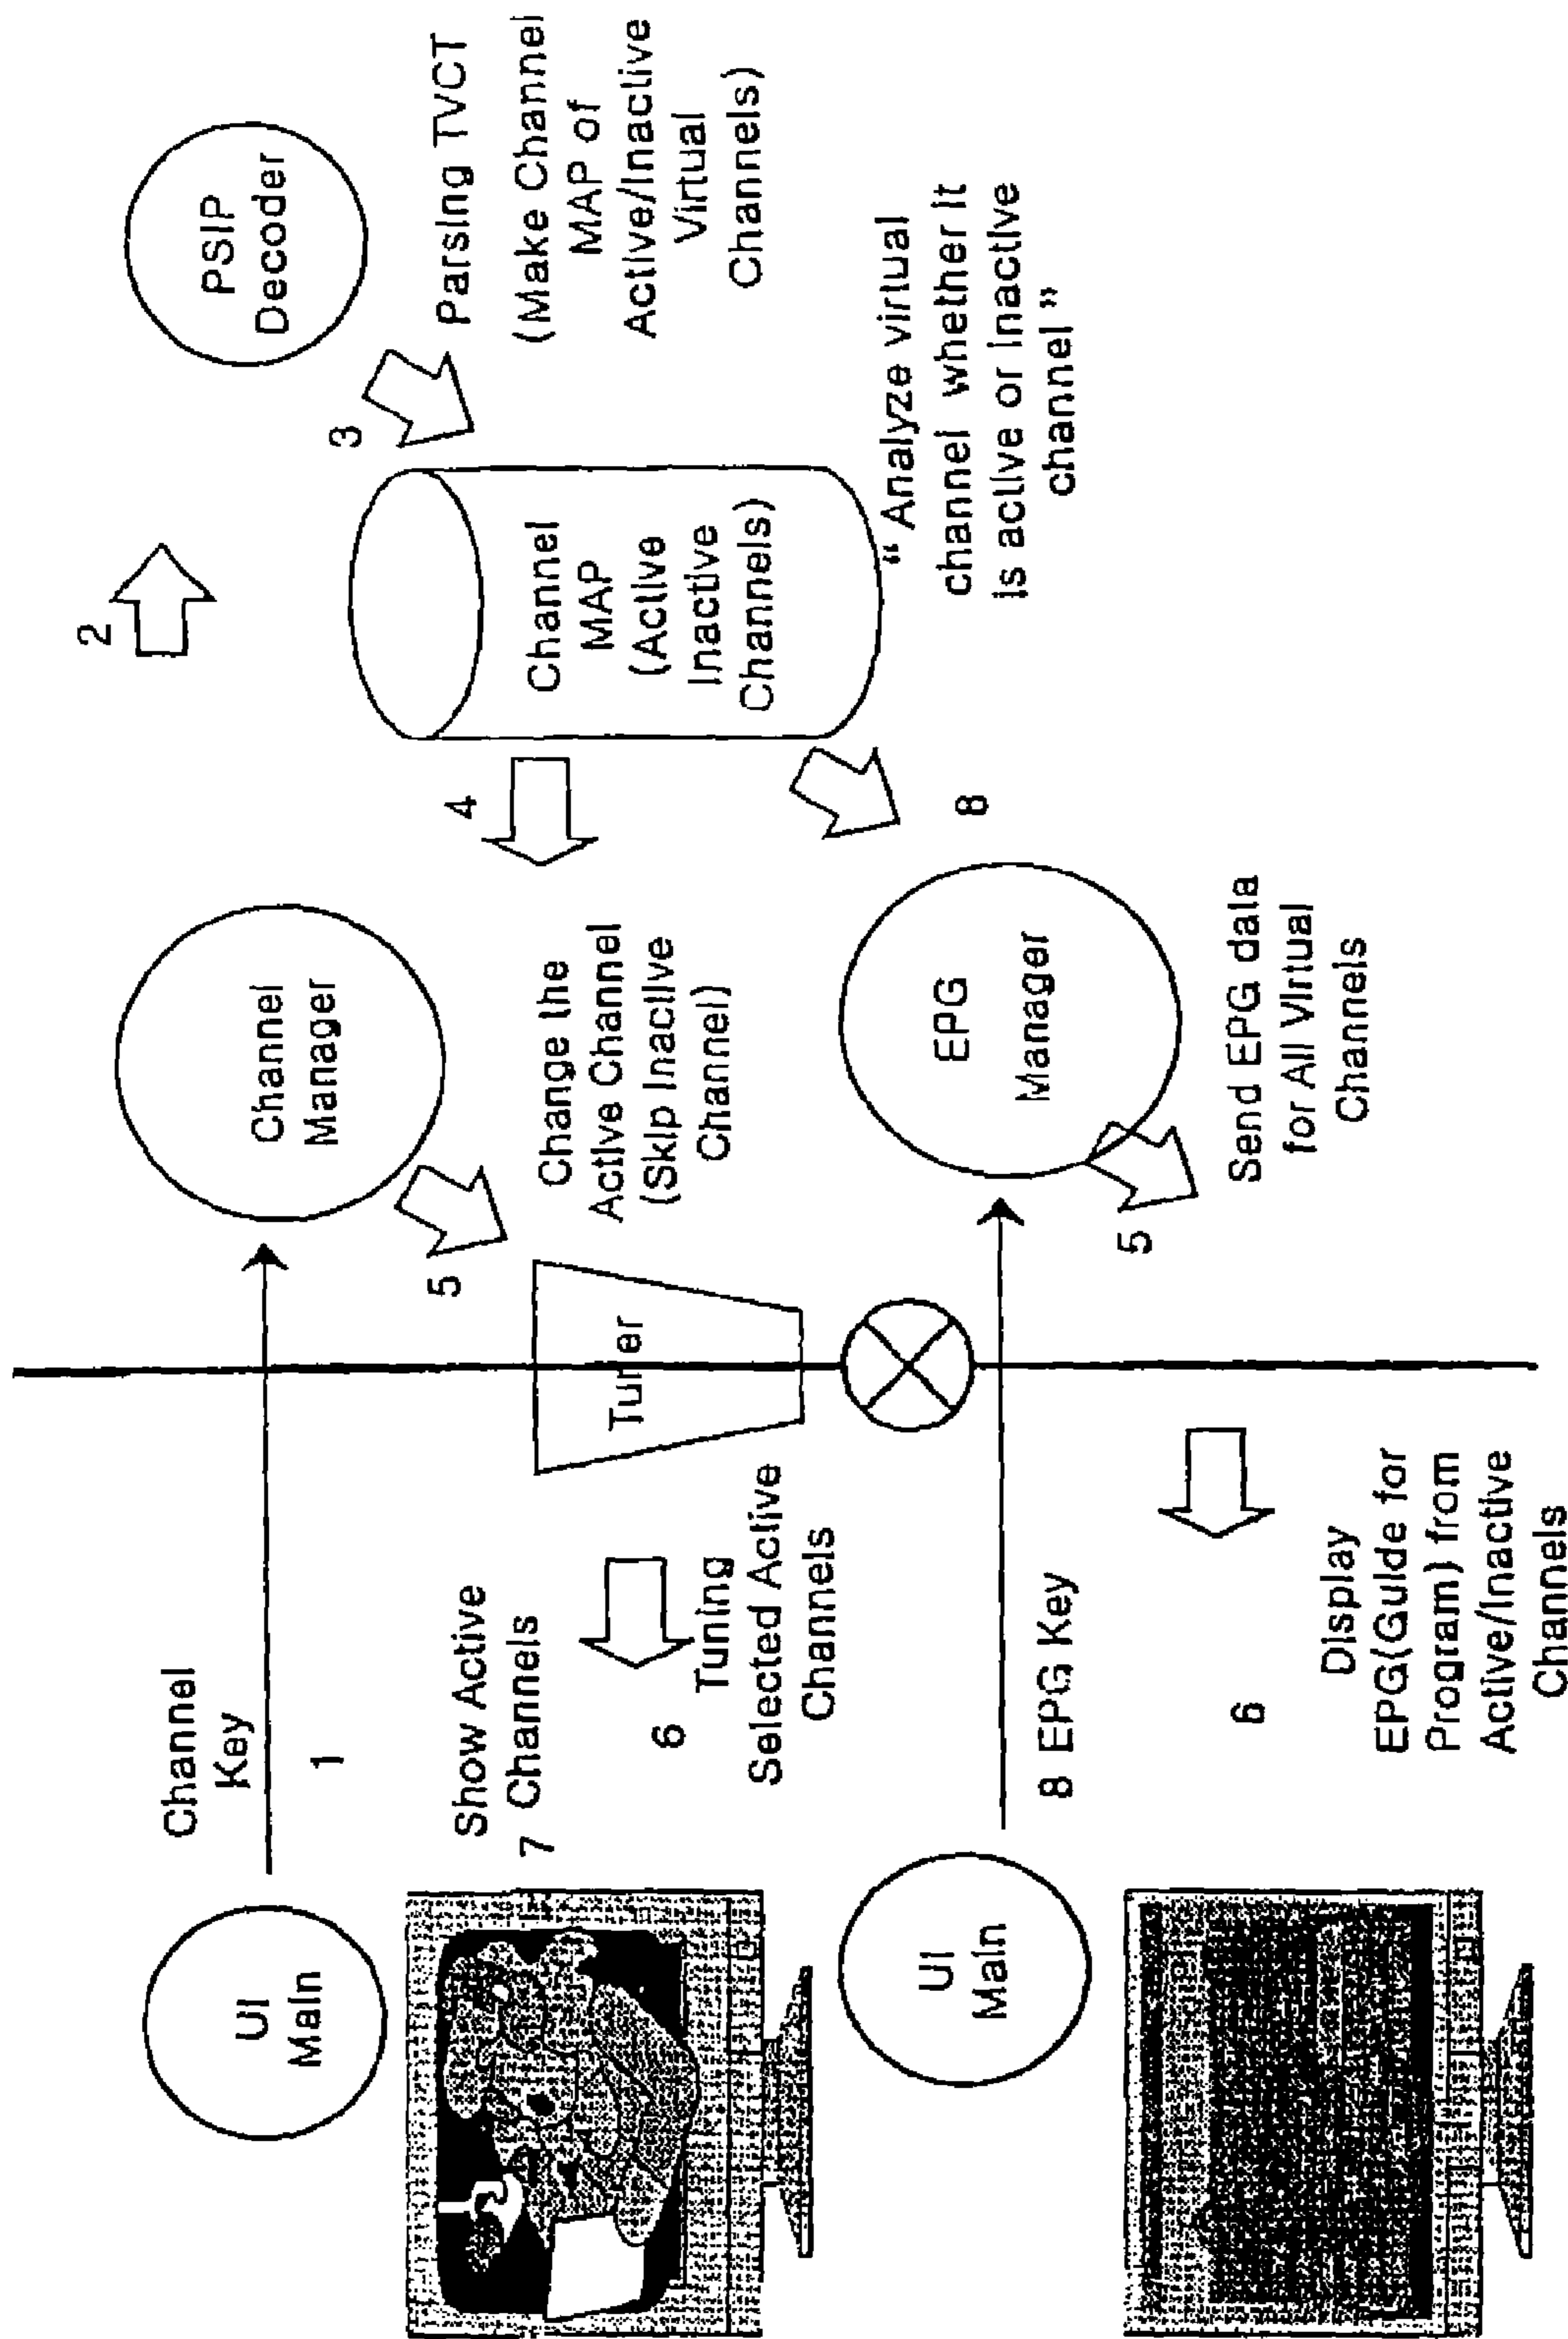 2
PSIP
Decoder
3
Parsing TVCT
(Make Channel
MAP of
Active/Inactive
Virtual
Channels)
Channel
MAP
(Active
Inactive
Channels)
" Analyze virtual
channel whether it
is active or inactive
channel "
4
8
Channel
Manager
5
Change the
Active Channel
(Skip Inactive
Channel)
EPG
Manager
5
Send EPG data
for All Virtual
Channels
Tuner
Channel
Key
1
UI
Main
Show Active
7 Channels
6
Tuning
Selected Active
Channels
8 EPG Key
UI
Main
6
Display
EPG(Guide for
Program) from
Active/Inactive
Channels